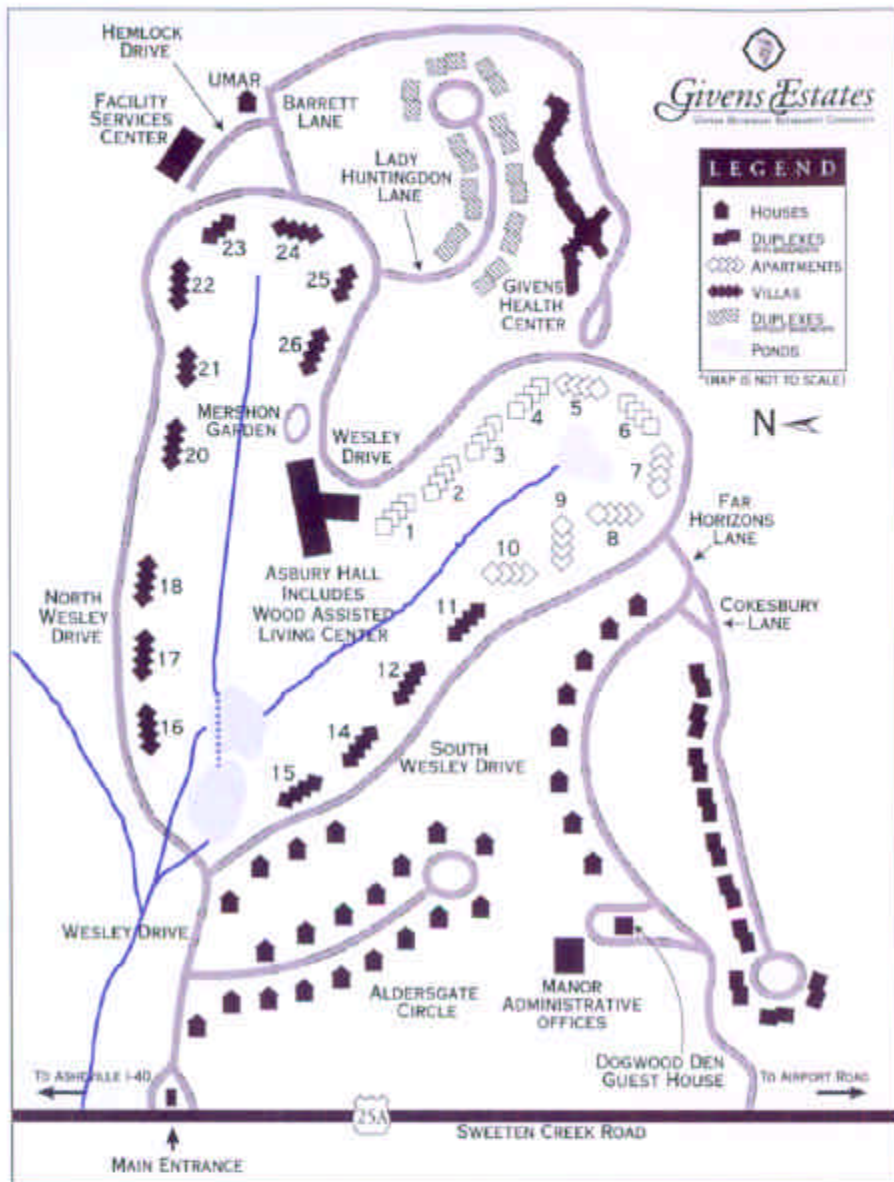 HEMLOCK
DRIVE
UMAR
FACILITY
SERVICES
CENTER
BARRETT
LANE
LADY
HUNTINGDON
LANE
Givens Estates
LEGEND
HOUSES
DUPLEXES
APARTMENTS
VILLAS
DUPLEXES
PONDS
*(MAP IS NOT TO SCALE)
N
GIVENS
HEALTH
CENTER
23
24
22
25
26
21
20
MERSHON
GARDEN
WESLEY
DRIVE
5
4
6
3
7
2
1
9
8
10
FAR
HORIZONS
LANE
ASBURY HALL
INCLUDES
WOOD ASSISTED
LIVING CENTER
18
NORTH
WESLEY
DRIVE
11
COKESBURY
LANE
17
12
16
14
15
SOUTH
WESLEY DRIVE
WESLEY DRIVE
ALDERSGATE
CIRCLE
MANOR
ADMINISTRATIVE
OFFICES
DOGWOOD DEN
GUEST HOUSE
TO ASHEVILLE I-40
TO AIRPORT ROAD
25A
SWEETEN CREEK ROAD
MAIN ENTRANCE